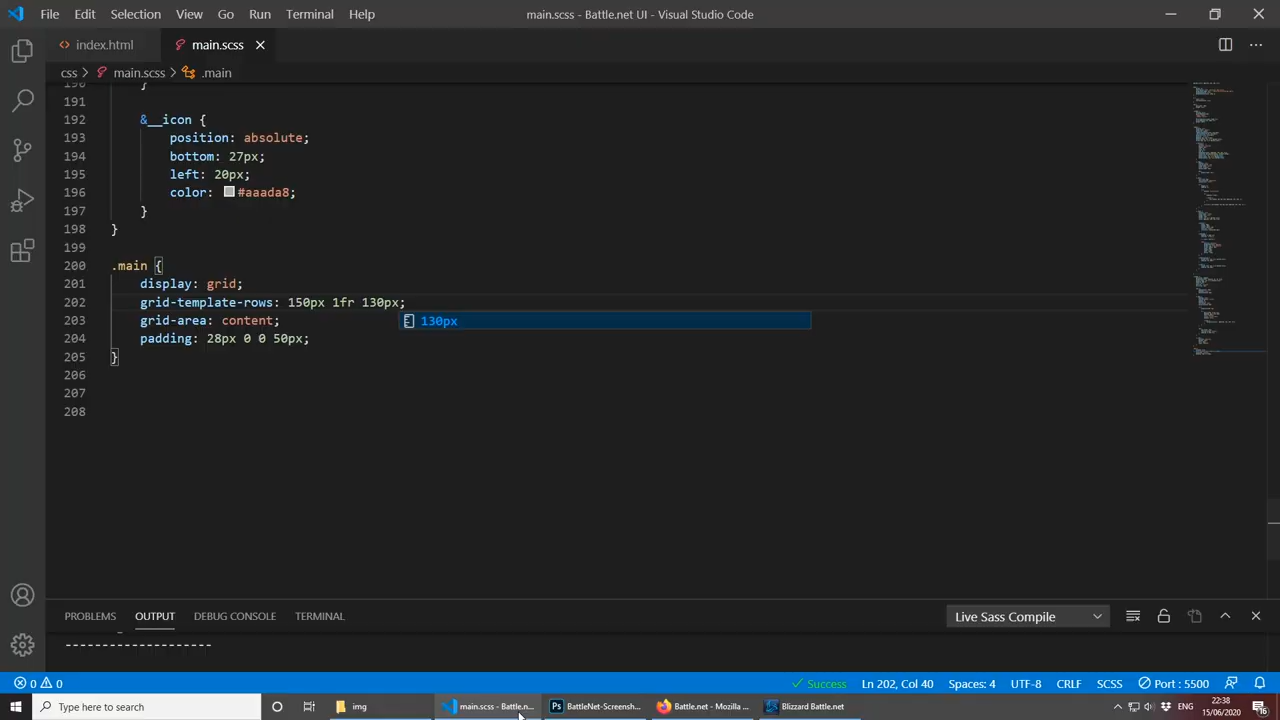 File Edit Selection View Go Run Terminal Help main.scss - Battle.net UI - Visual Studio Code
index.html main.scss
css > main.scss > .main
190 }
191
192 &__icon {
193 position: absolute;
194 bottom: 27px;
195 left: 20px;
196 color: #aaada8;
197 }
198 }
199
200 .main {
201 display: grid;
202 grid-template-rows: 150px 1fr 130px;
203 grid-area: content; 130px
204 padding: 28px 0 0 50px;
205 }
206
207
208
PROBLEMS OUTPUT DEBUG CONSOLE TERMINAL Live Sass Compile
--------------------
0 0 Success Ln 202, Col 40 Spaces: 4 UTF-8 CRLF SCSS Port : 5500
Type here to search img main.scss - Battle.n... BattleNet-Screensh... Battle.net - Mozilla ... Blizzard Battle.net ENG 22:38
15/06/2020 16